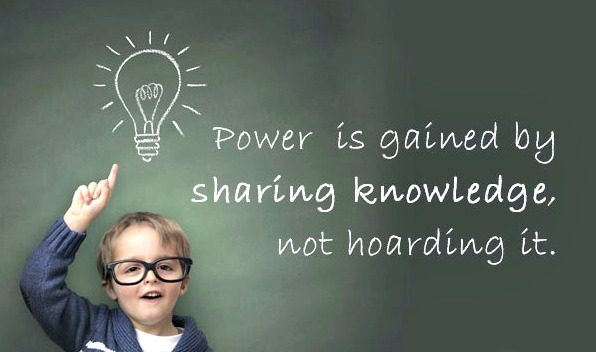 Power is gained by
sharing knowledge,
not hoarding it.